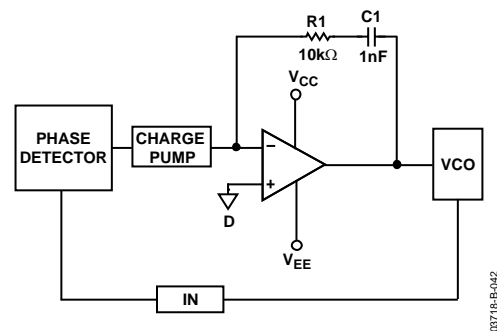 R1
10kΩ
C1
1nF
VCC
PHASE
DETECTOR
CHARGE
PUMP
–
+
D
VCO
VEE
IN
03718-B-042